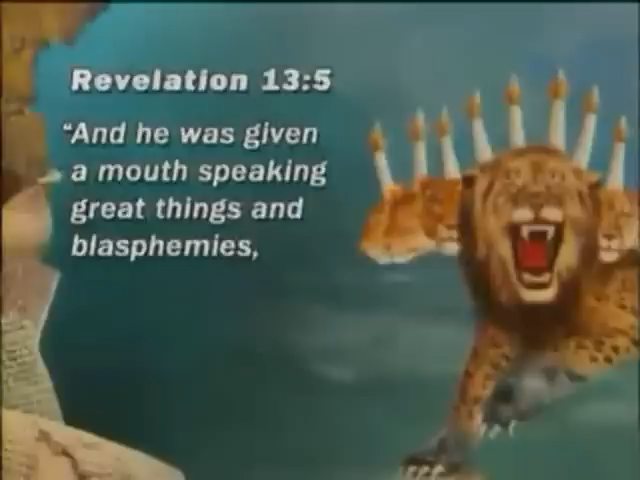 Revelation 13:5
“And he was given
a mouth speaking
great things and
blasphemies,